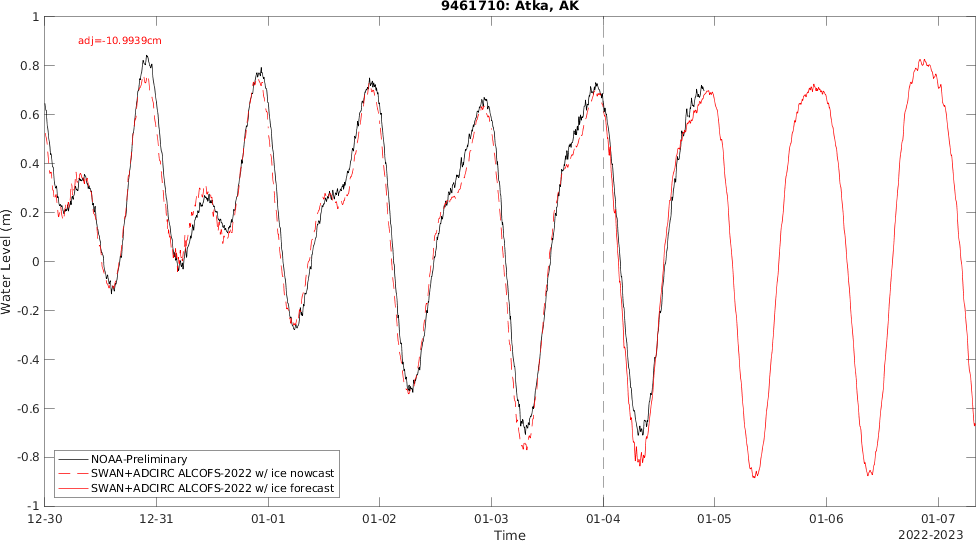 9461710: Atka, AK
adj=-10.9939cm
1
0.8
0.6
0.4
0.2
0
-0.2
-0.4
-0.6
-0.8
-1
Water Level (m)
NOAA-Preliminary
SWAN+ADCIRC ALCOFS-2022 w/ ice nowcast
SWAN+ADCIRC ALCOFS-2022 w/ ice forecast
12-30 12-31 01-01 01-02 01-03 01-04 01-05 01-06 01-07
Time
2022-2023